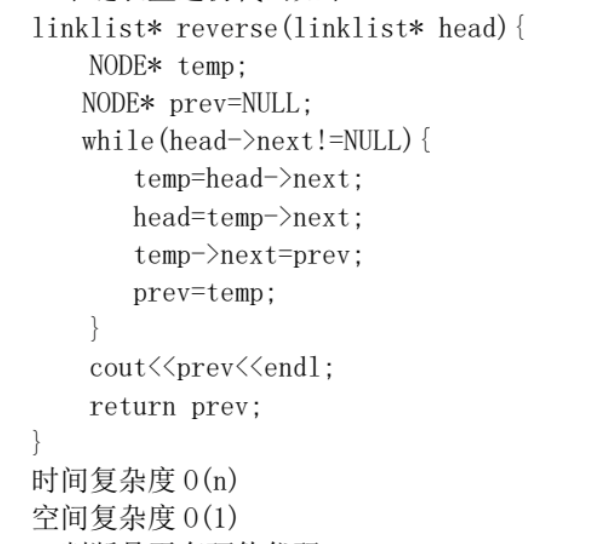 linklist* reverse(linklist* head){
NODE* temp;
NODE* prev=NULL;
while(head->next!=NULL){
temp=head->next;
head=temp->next;
temp->next=prev;
prev=temp;
}
cout<<prev<<endl;
return prev;
}
时间复杂度 O(n)
空间复杂度 O(1)